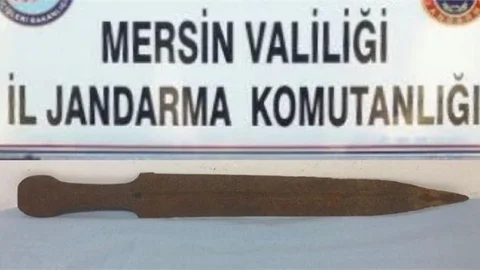 MERSİN VALİLİĞİ
İL JANDARMA KOMUTANLIĞI